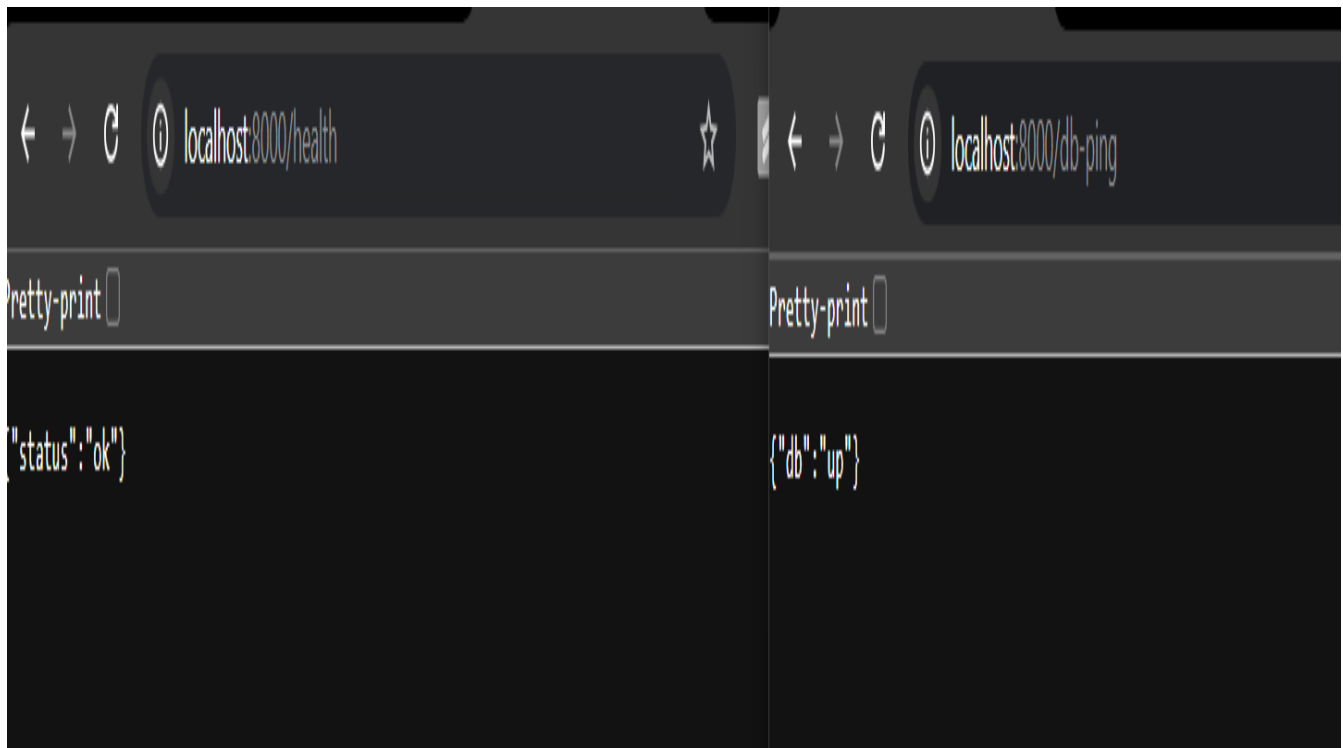 localhost:8000/health
Pretty-print
{"status":"ok"}
localhost:8000/db-ping
Pretty-print
{"db":"up"}